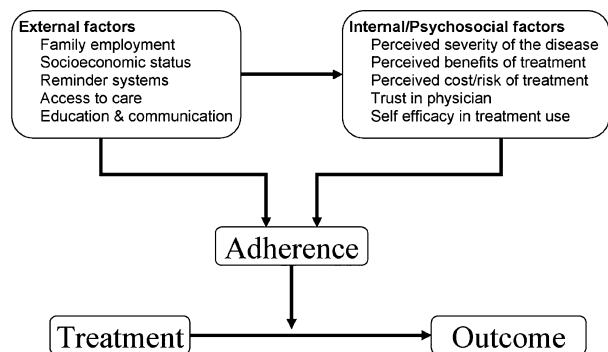 External factors
Family employment
Socioeconomic status
Reminder systems
Access to care
Education & communication
Internal/Psychosocial factors
Perceived severity of the disease
Perceived benefits of treatment
Perceived cost/risk of treatment
Trust in physician
Self efficacy in treatment use
Adherence
Treatment
Outcome